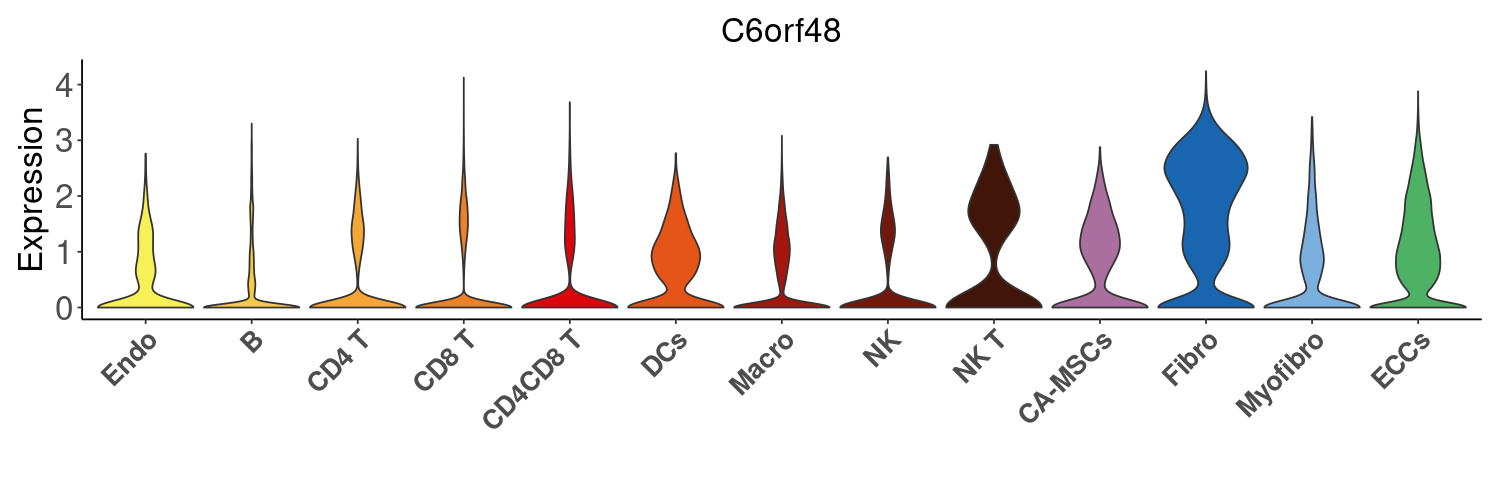 C6orf48
Expression
4
3
2
1
0
Endo
B
CD4 T
CD8 T
CD4CD8 T
DCs
Macro
NK
NK T
CA-MSCs
Fibro
Myofibro
ECCs